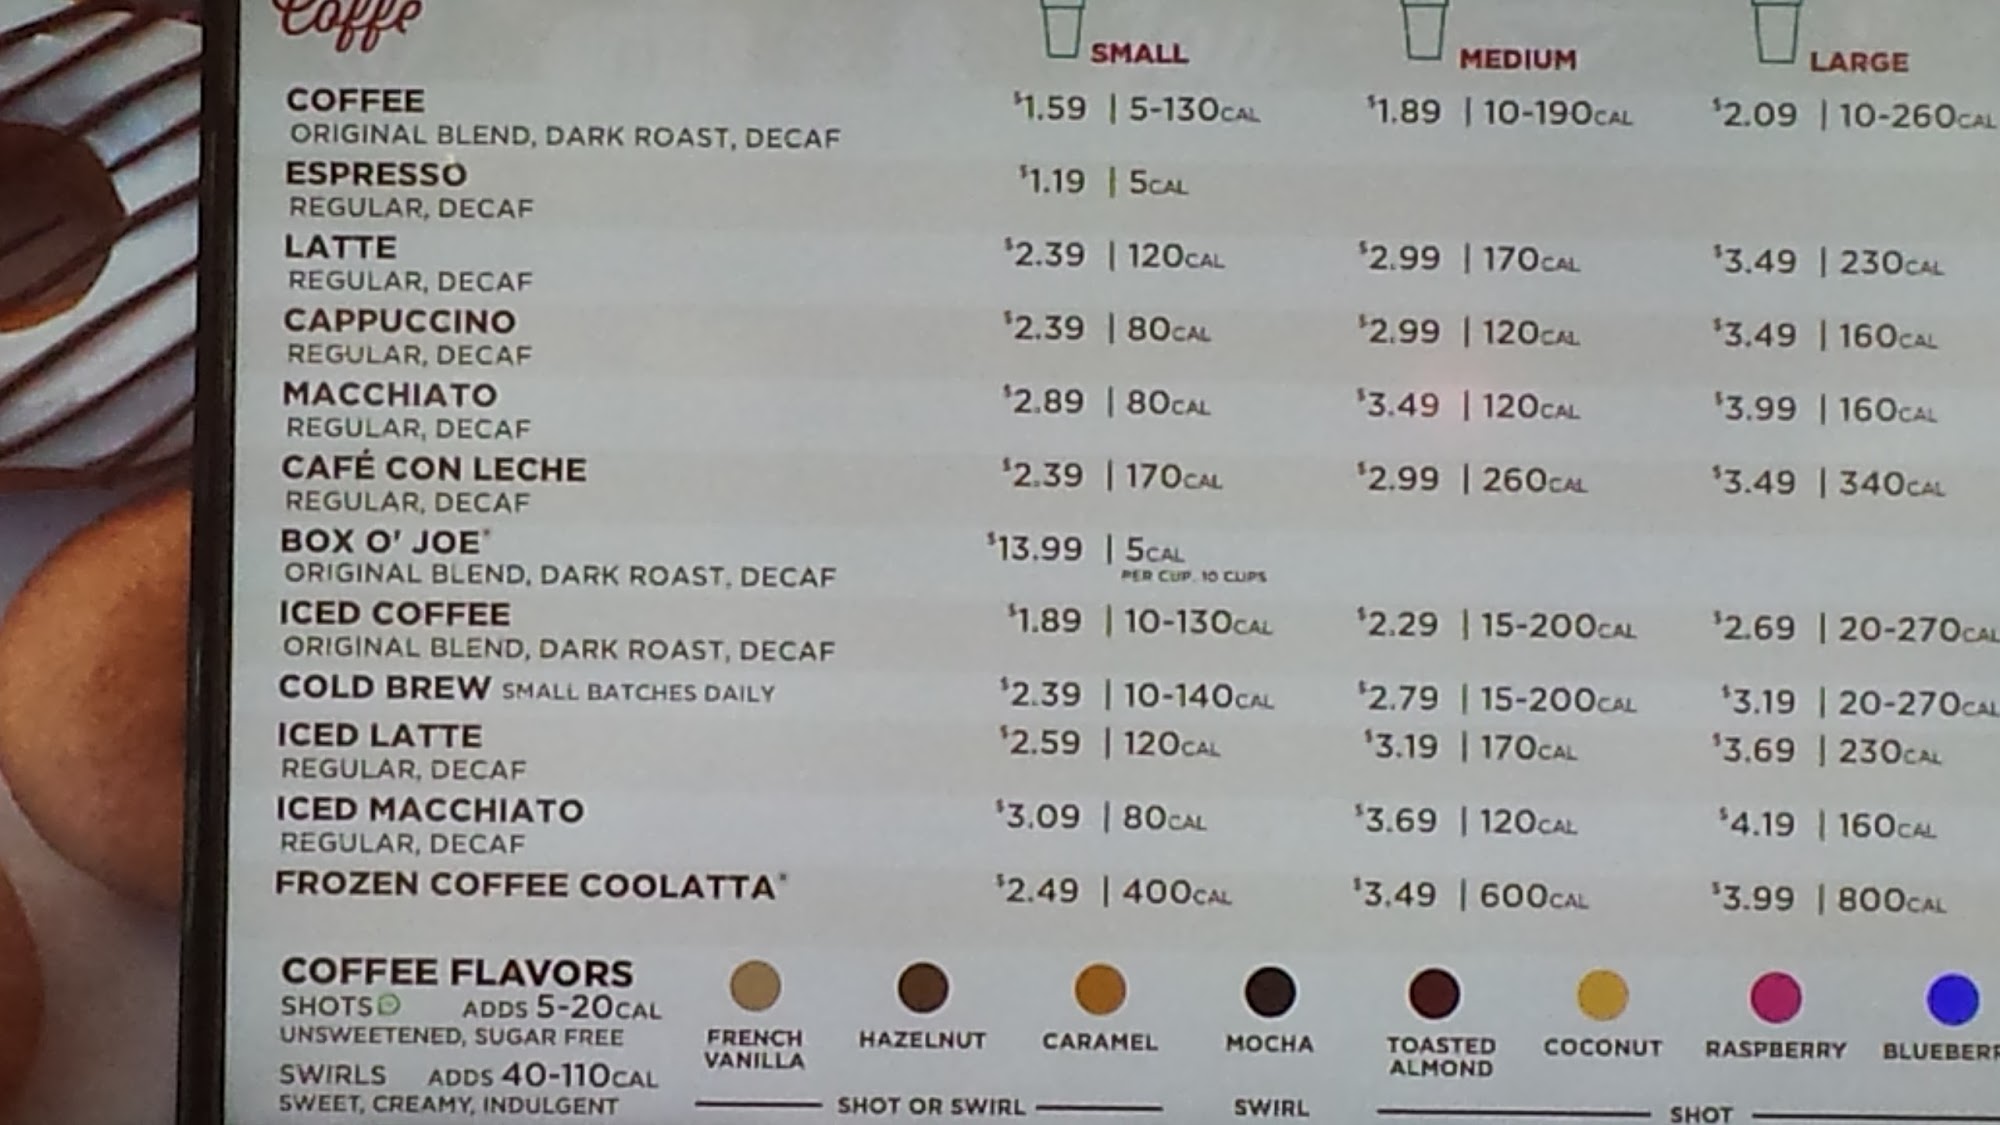 Coffee
SMALL MEDIUM LARGE
COFFEE $1.59 | 5-130CAL $1.89 | 10-190CAL $2.09 | 10-260CAL
ORIGINAL BLEND, DARK ROAST, DECAF
ESPRESSO $1.19 | 5CAL
REGULAR, DECAF
LATTE $2.39 | 120CAL $2.99 | 170CAL $3.49 | 230CAL
REGULAR, DECAF
CAPPUCCINO $2.39 | 80CAL $2.99 | 120CAL $3.49 | 160CAL
REGULAR, DECAF
MACCHIATO $2.89 | 80CAL $3.49 | 120CAL $3.99 | 160CAL
REGULAR, DECAF
CAFÉ CON LECHE $2.39 | 170CAL $2.99 | 260CAL $3.49 | 340CAL
REGULAR, DECAF
BOX O' JOE® $13.99 | 5CAL
ORIGINAL BLEND, DARK ROAST, DECAF PER CUP, 10 CUPS
ICED COFFEE $1.89 | 10-130CAL $2.29 | 15-200CAL $2.69 | 20-270CAL
ORIGINAL BLEND, DARK ROAST, DECAF
COLD BREW SMALL BATCHES DAILY $2.39 | 10-140CAL $2.79 | 15-200CAL $3.19 | 20-270CAL
ICED LATTE $2.59 | 120CAL $3.19 | 170CAL $3.69 | 230CAL
REGULAR, DECAF
ICED MACCHIATO $3.09 | 80CAL $3.69 | 120CAL $4.19 | 160CAL
REGULAR, DECAF
FROZEN COFFEE COOLATTA® $2.49 | 400CAL $3.49 | 600CAL $3.99 | 800CAL
COFFEE FLAVORS
SHOTS ADDS 5-20CAL
UNSWEETENED, SUGAR FREE
SWIRLS ADDS 40-110CAL
SWEET, CREAMY, INDULGENT
FRENCH VANILLA
HAZELNUT
CARAMEL
MOCHA
TOASTED ALMOND
COCONUT
RASPBERRY
BLUEBERR
SHOT OR SWIRL
SWIRL
SHOT